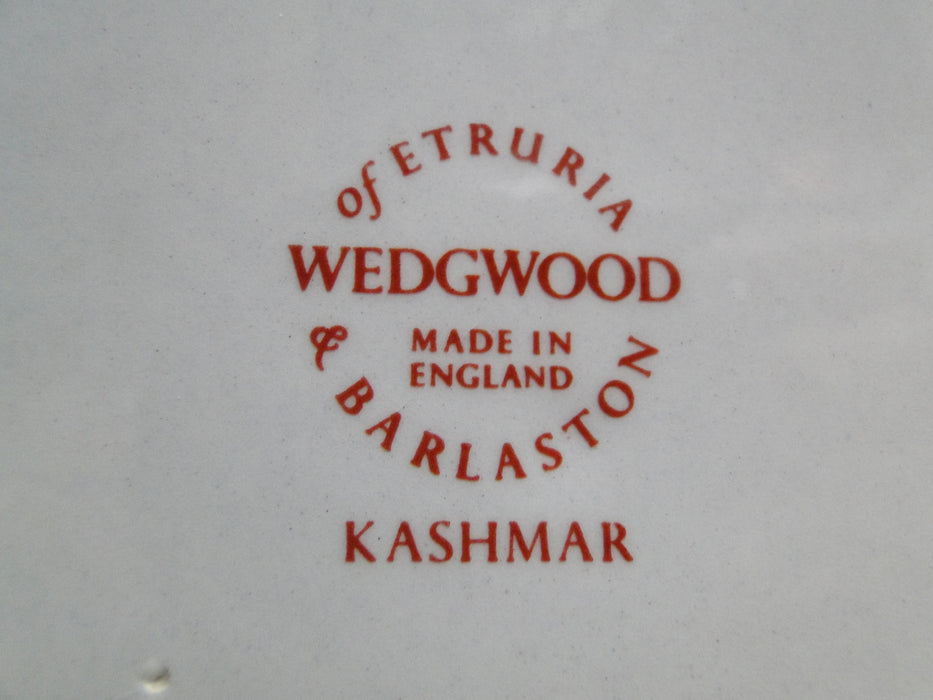 of ETRURIA
WEDGWOOD
MADE IN
ENGLAND
& BARLASTON
KASHMAR